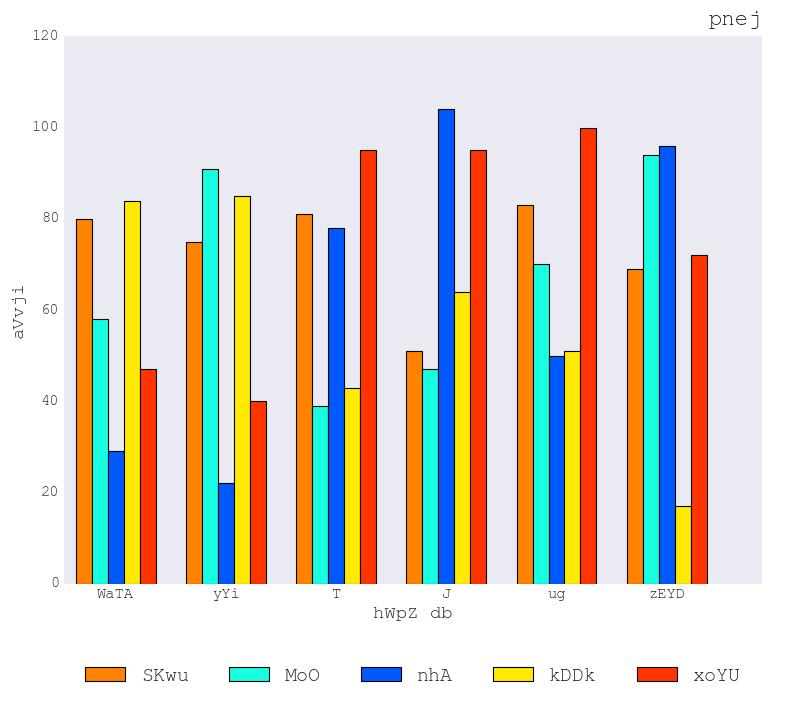 pnej
120
100
80
60
40
20
0
aVvji
WaTA yYi T J ug zEYD
hWpZ db
SKwu MoO nhA kDDk xoYU